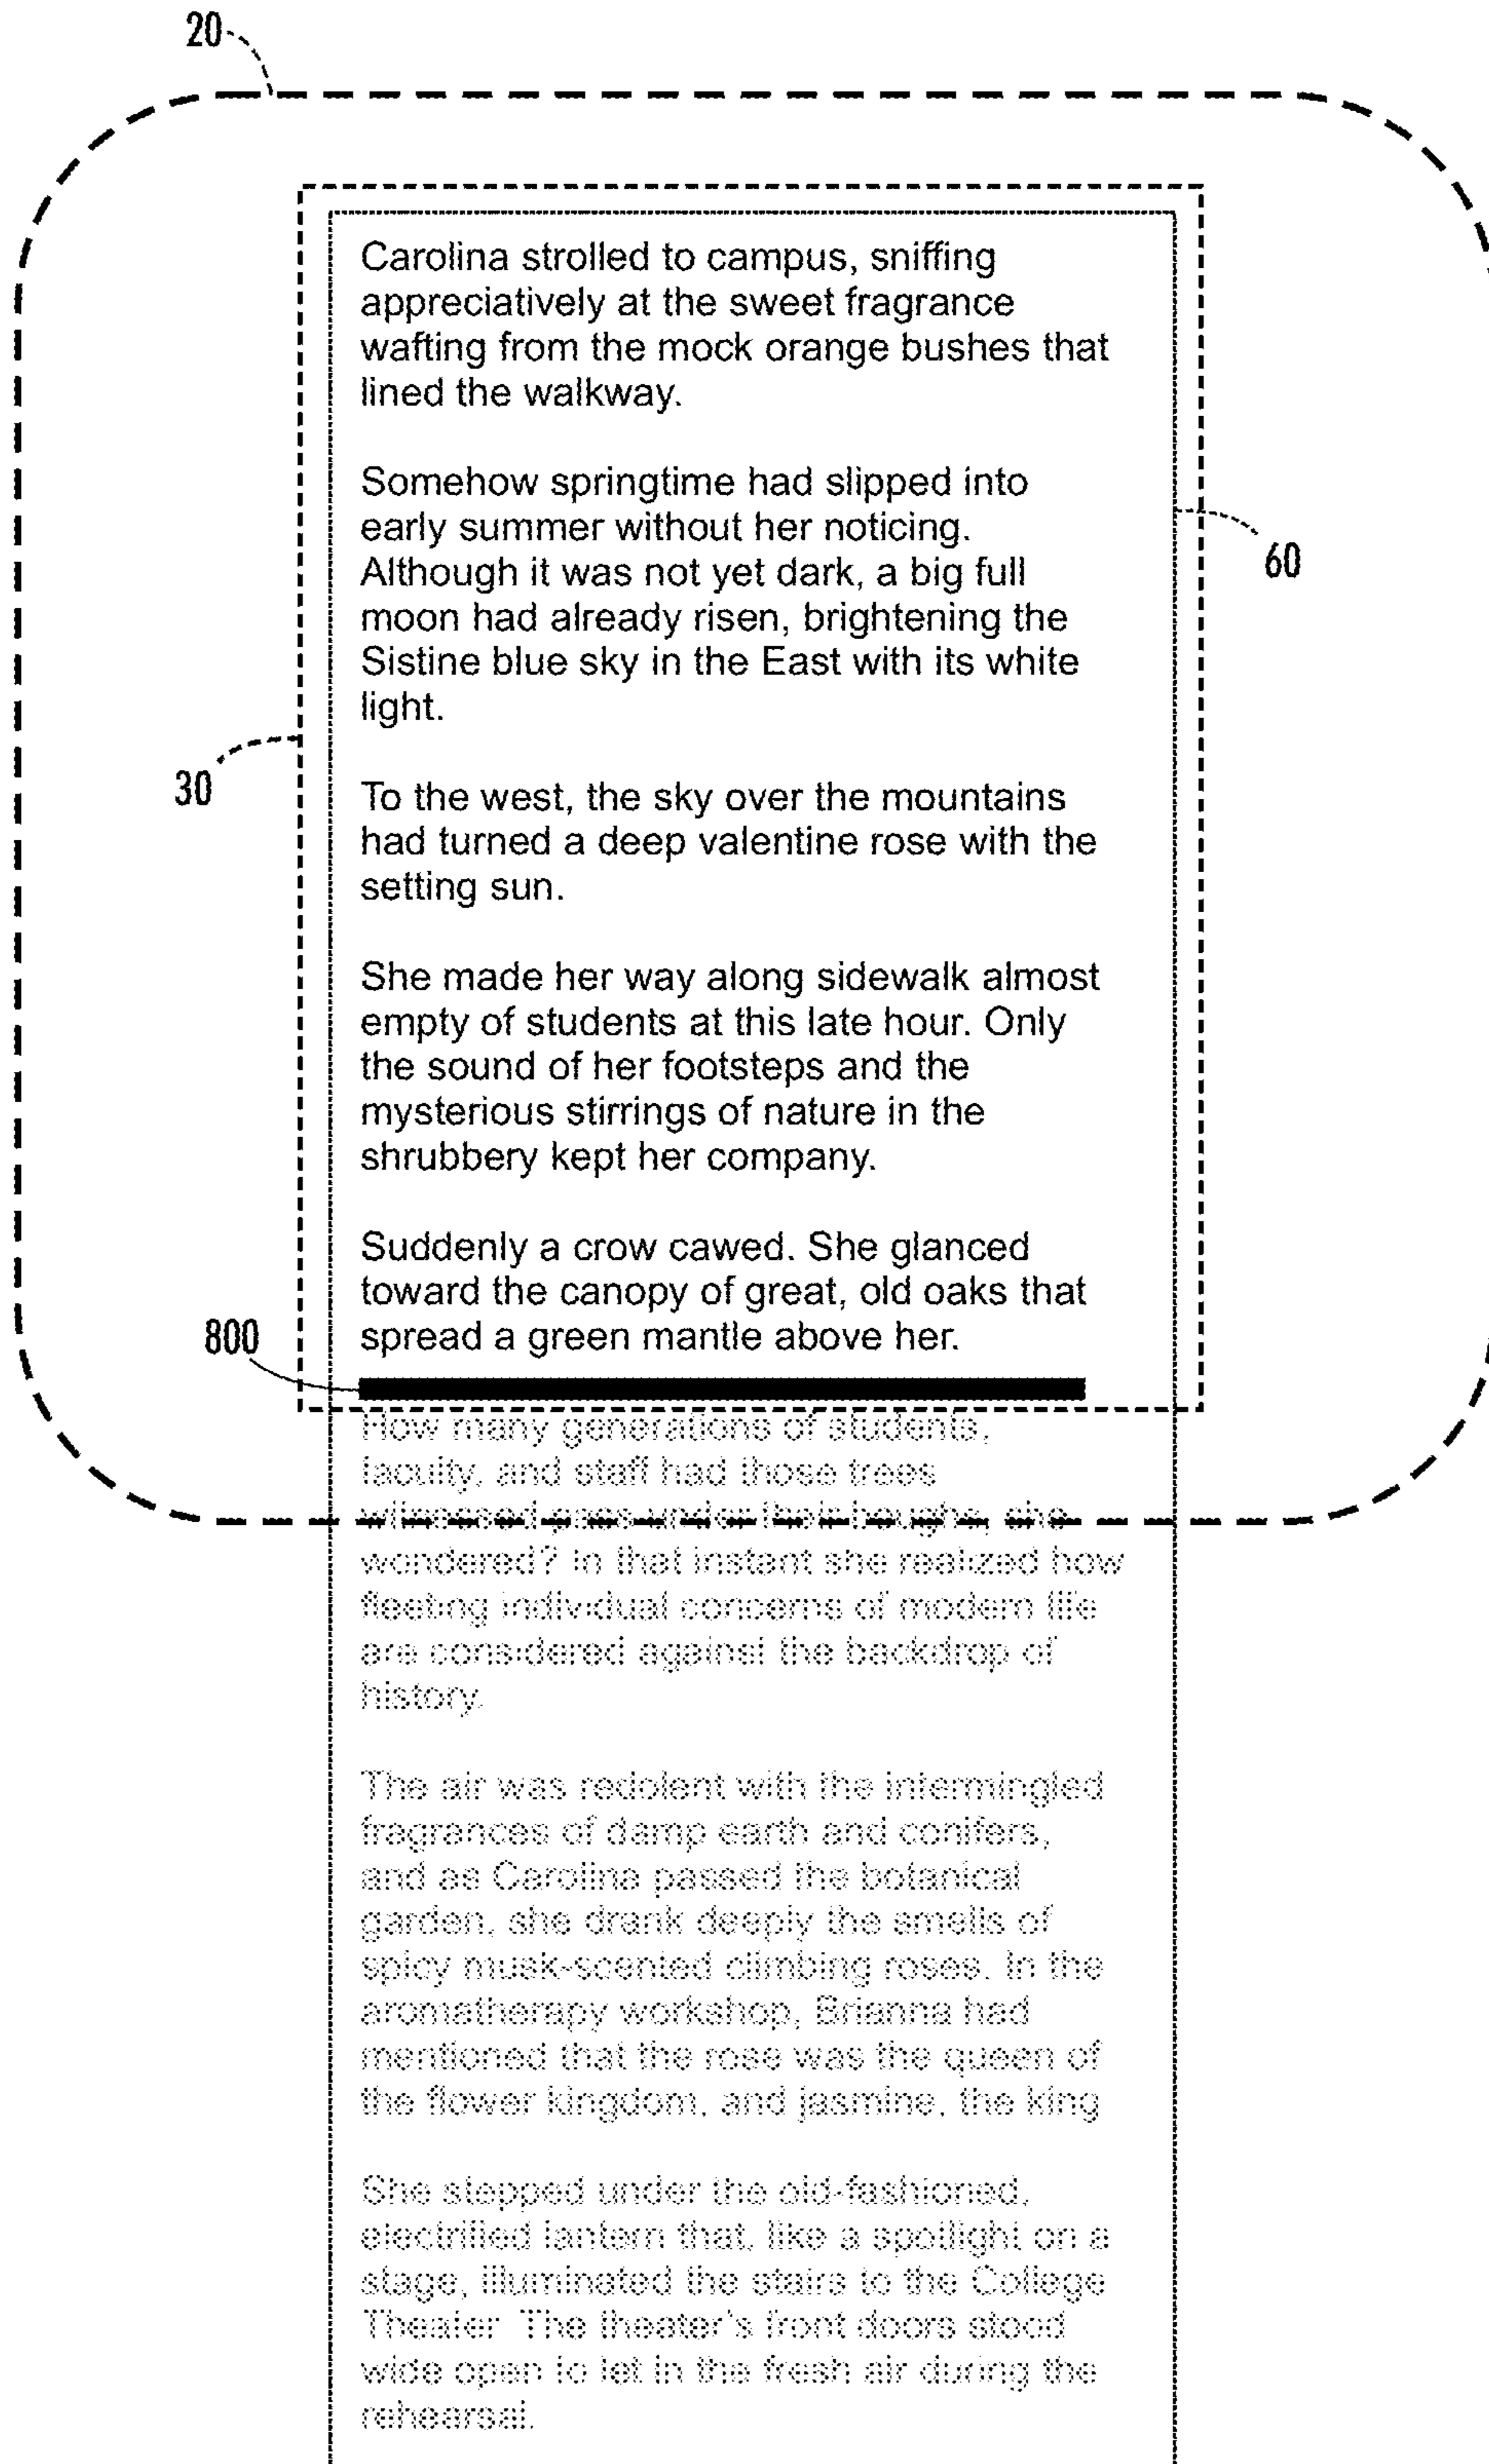 20
Carolina strolled to campus, sniffing
appreciatively at the sweet fragrance
wafting from the mock orange bushes that
lined the walkway.
Somehow springtime had slipped into
early summer without her noticing.
60
Although it was not yet dark, a big full
moon had already risen, brightening the
Sistine blue sky in the East with its white
light.
30
To the west, the sky over the mountains
had turned a deep valentine rose with the
setting sun.
She made her way along sidewalk almost
empty of students at this late hour. Only
the sound of her footsteps and the
mysterious stirrings of nature in the
shrubbery kept her company.
Suddenly a crow cawed. She glanced
toward the canopy of great, old oaks that
800
spread a green mantle above her.
How many generations of students,
faculty, and staff had those trees
witnessed pass under their boughs, she
wondered? In that instant she realized how
fleeting individual concerns of modern life
are considered against the backdrop of
history.
The air was redolent with the intermingled
fragrances of damp earth and conifers,
and as Carolina passed the botanical
garden, she drank deeply the smells of
spicy musk-scented climbing roses. In the
aromatherapy workshop, Brianna had
mentioned that the rose was the queen of
the flower kingdom, and jasmine, the king
She stepped under the old-fashioned,
electrified lantern that, like a spotlight on a
stage, illuminated the stairs to the College
Theater. The theater's front doors stood
wide open to let in the fresh air during the
rehearsal.